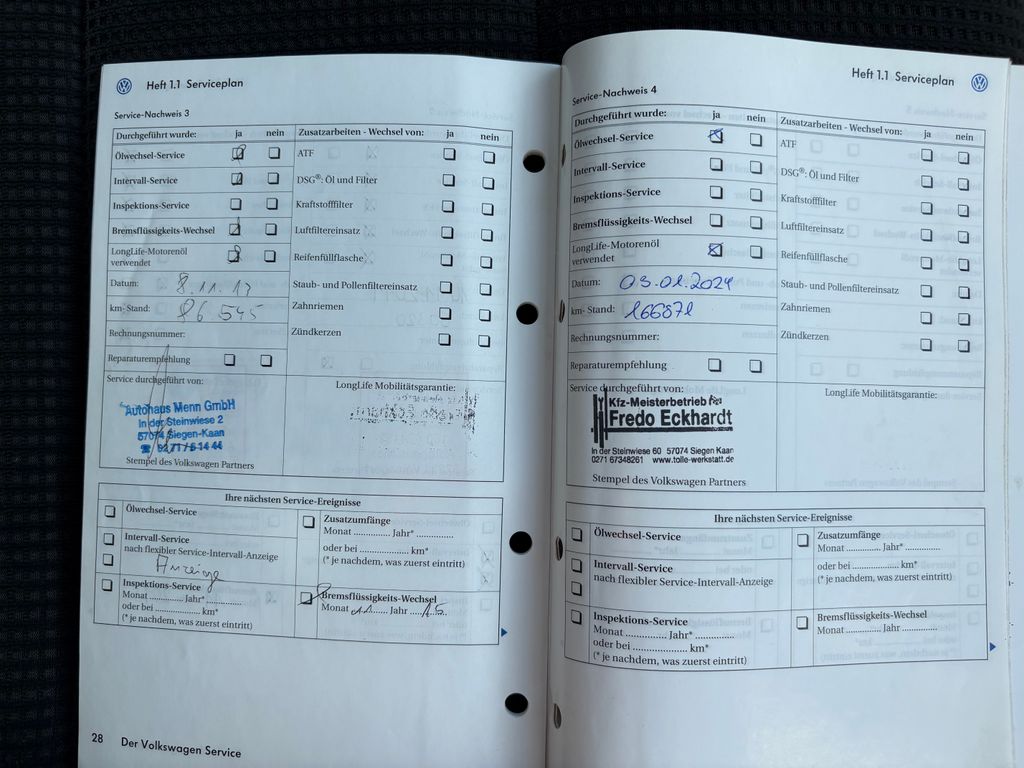 Heft 1.1 Serviceplan
Service-Nachweis 3
Durchgeführt wurde: ja nein
Ölwechsel-Service
Intervall-Service
Inspektions-Service
Bremsflüssigkeits-Wechsel
LongLife-Motorenöl
verwendet
Datum: 8.11.13
km- Stand: 86.545
Rechnungsnummer:
Reparaturempfehlung
Zusatzarbeiten - Wechsel von: ja nein
ATF
DSG®: Öl und Filter
Kraftstofffilter
Luftfiltereinsatz
Reifenfüllflasche
Staub- und Pollenfiltereinsatz
Zahnriemen
Zündkerzen
Service durchgeführt von:
Autohaus Menn GmbH
In der Steinwiese 2
57074 Siegen-Kaan
☎ 02 71 / 6 14 44
Stempel des Volkswagen Partners
LongLife Mobilitätsgarantie:
Ihre nächsten Service-Ereignisse
Ölwechsel-Service
Intervall-Service
nach flexibler Service-Intervall-Anzeige
Anzeige
Inspektions-Service
Monat ............. Jahr* .............
oder bei ................ km*
(* je nachdem, was zuerst eintritt)
Zusatzumfänge
Monat ............. Jahr* .............
oder bei ...................... km*
(* je nachdem, was zuerst eintritt)
Bremsflüssigkeits-Wechsel
Monat 11 Jahr 15
28 Der Volkswagen Service
Heft 1.1 Serviceplan
Service-Nachweis 4
Durchgeführt wurde: ja nein
Ölwechsel-Service
Intervall-Service
Inspektions-Service
Bremsflüssigkeits-Wechsel
LongLife-Motorenöl
verwendet
Datum: 03.01.2024
km- Stand: 166871
Rechnungsnummer:
Reparaturempfehlung
Zusatzarbeiten - Wechsel von: ja nein
ATF
DSG®: Öl und Filter
Kraftstofffilter
Luftfiltereinsatz
Reifenfüllflasche
Staub- und Pollenfiltereinsatz
Zahnriemen
Zündkerzen
Service durchgeführt von:
Kfz-Meisterbetrieb
Fredo Eckhardt
In der Steinwiese 60 57074 Siegen Kaan
0271 67348261 www.tolle-werkstatt.de
Stempel des Volkswagen Partners
LongLife Mobilitätsgarantie:
Ihre nächsten Service-Ereignisse
Ölwechsel-Service
Intervall-Service
nach flexibler Service-Intervall-Anzeige
Inspektions-Service
Monat ............. Jahr* .............
oder bei ...................... km*
(* je nachdem, was zuerst eintritt)
Zusatzumfänge
Monat ............. Jahr* .............
oder bei ...................... km*
(* je nachdem, was zuerst eintritt)
Bremsflüssigkeits-Wechsel
Monat ............. Jahr .............